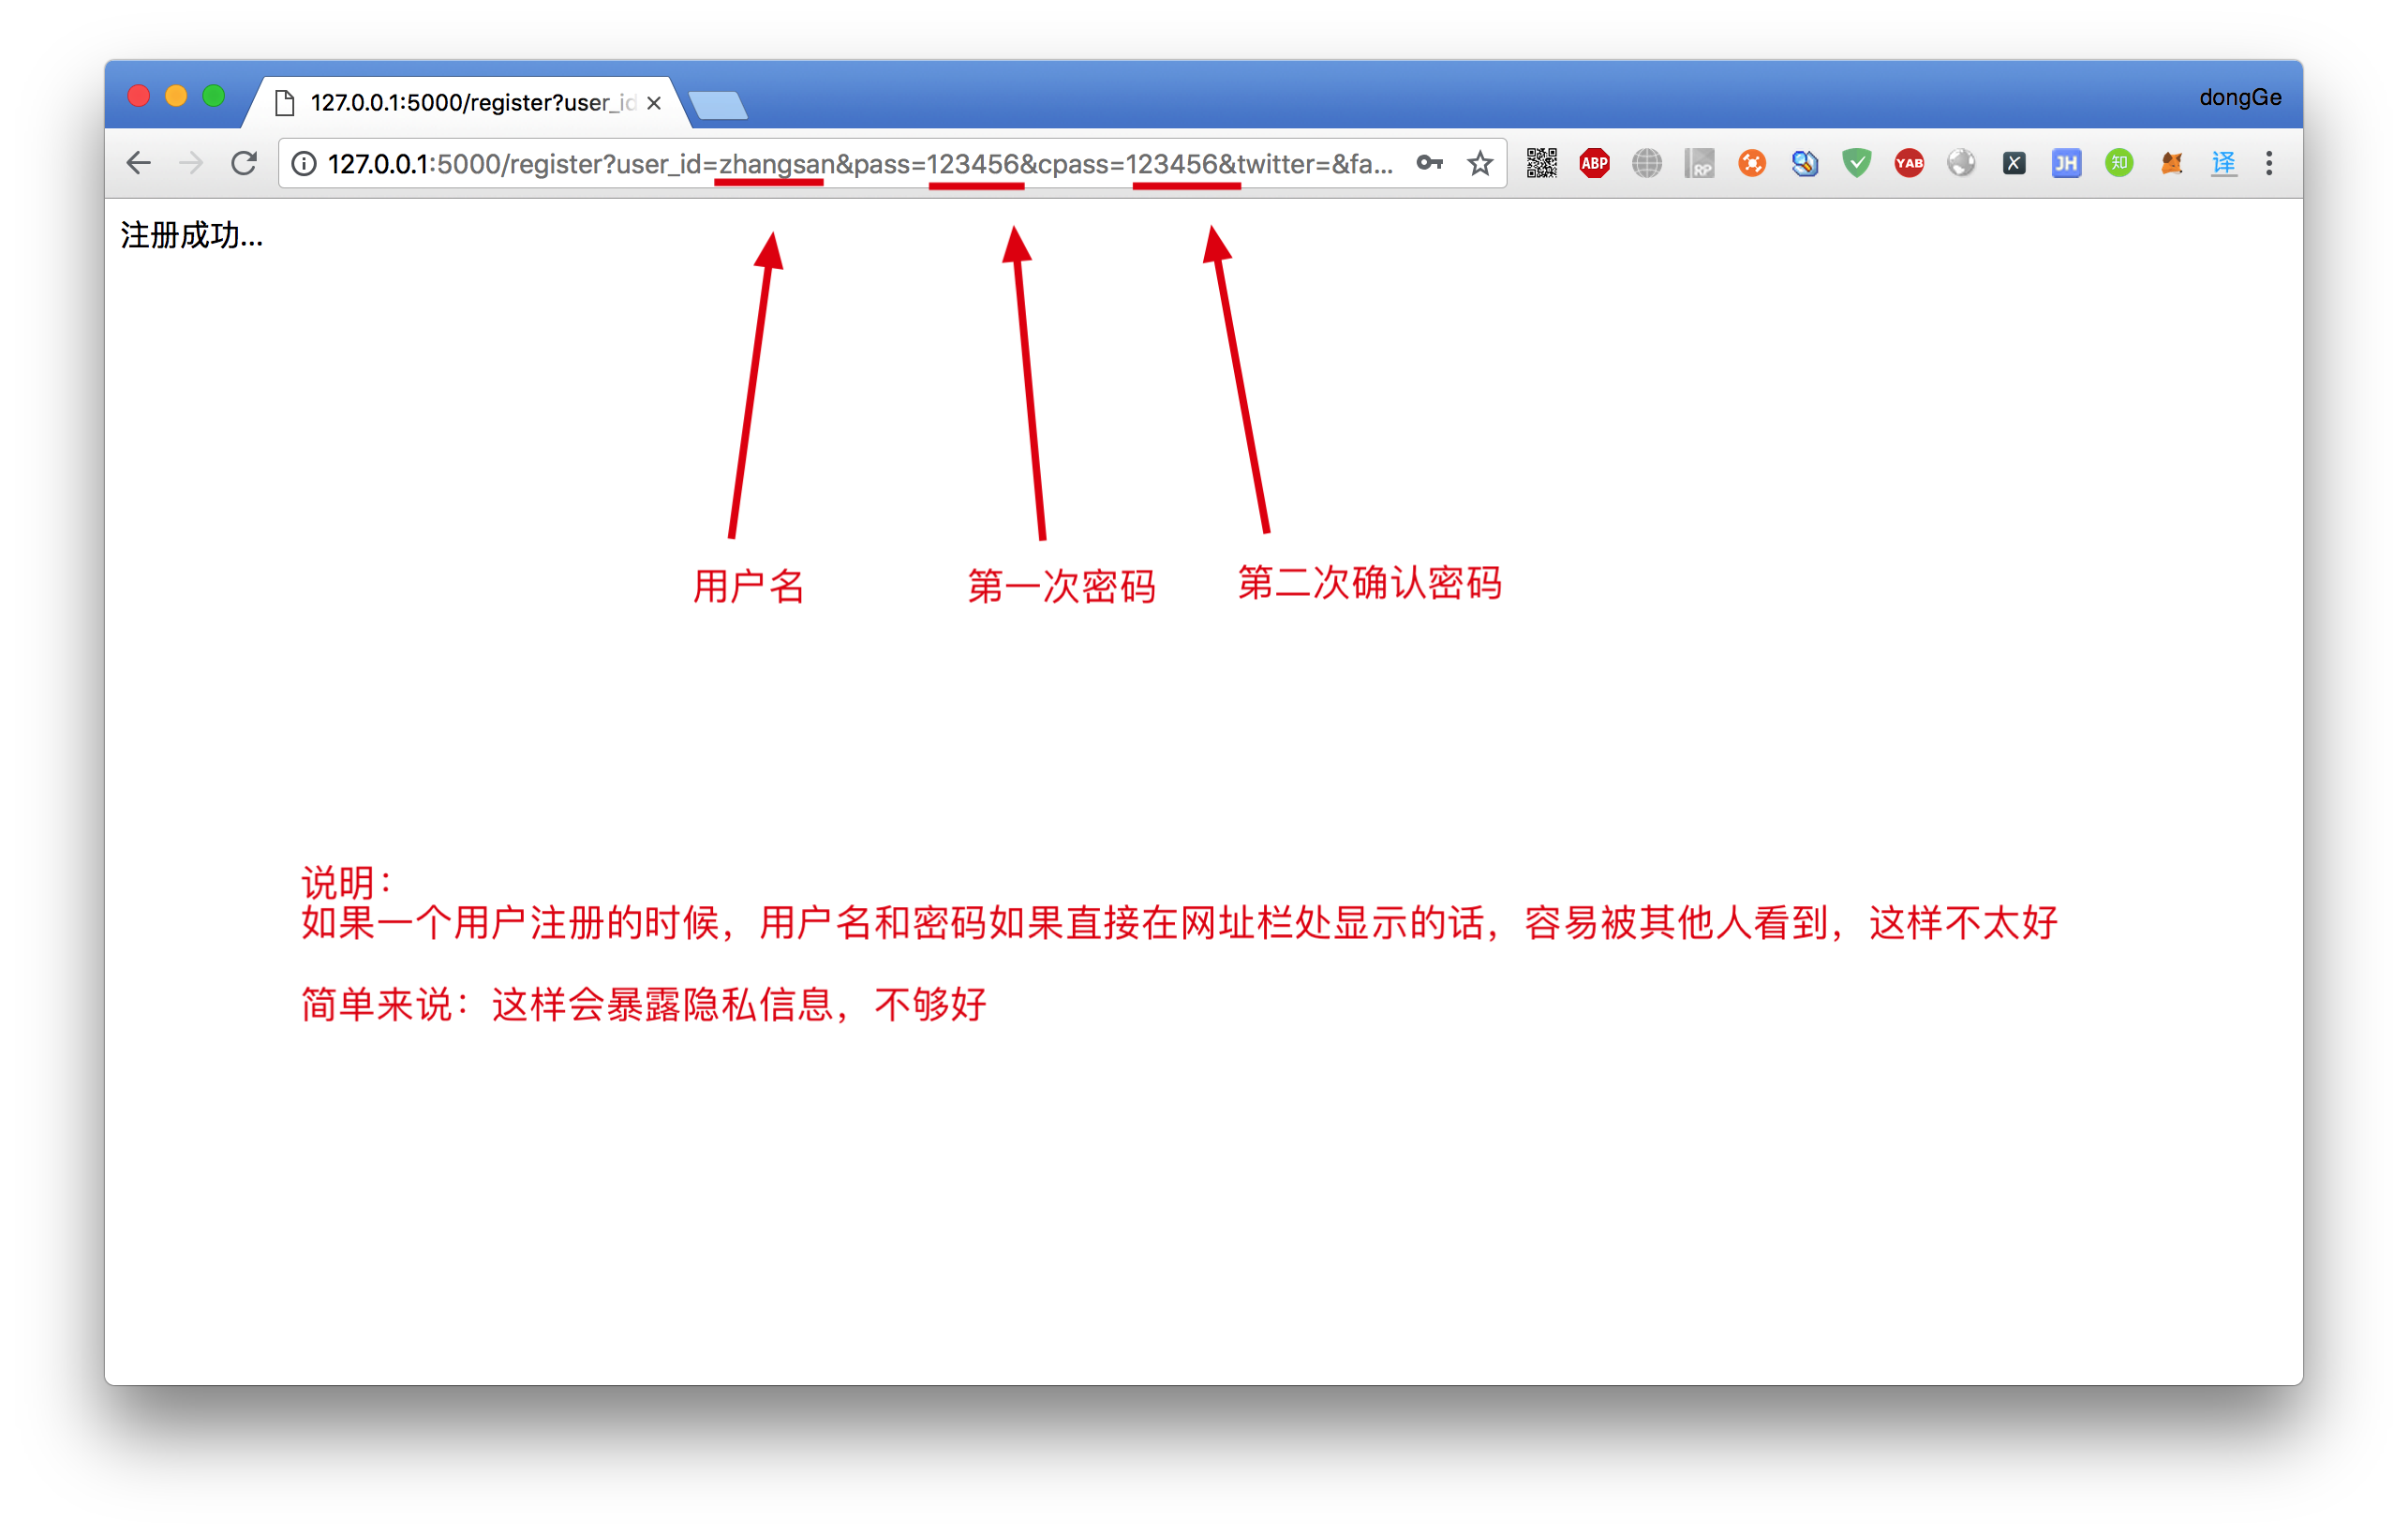 127.0.0.1:5000/register?user_id
dongGe
127.0.0.1:5000/register?user_id=zhangsan&pass=123456&cpass=123456&twitter=&fa...
ABP
RP
YAB
X
JH
知
译
注册成功...
用户名
第一次密码
第二次确认密码
说明：
如果一个用户注册的时候，用户名和密码如果直接在网址栏处显示的话，容易被其他人看到，这样不太好
简单来说：这样会暴露隐私信息，不够好